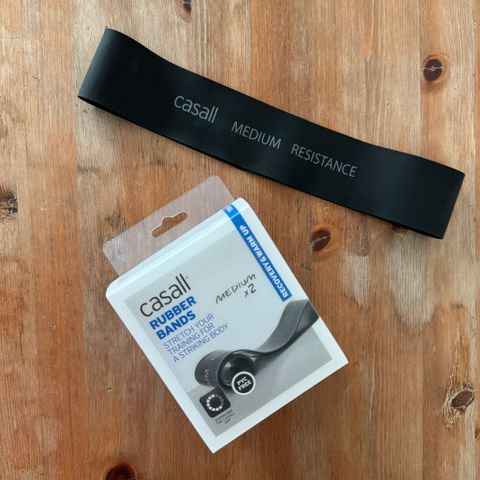 casall MEDIUM RESISTANCE
RECOVERY & WARM UP
casall
RUBBER
BANDS
STRETCH YOUR
TRAINING FOR
A STRIKING BODY
MEDIUM
x2
PVC
FREE